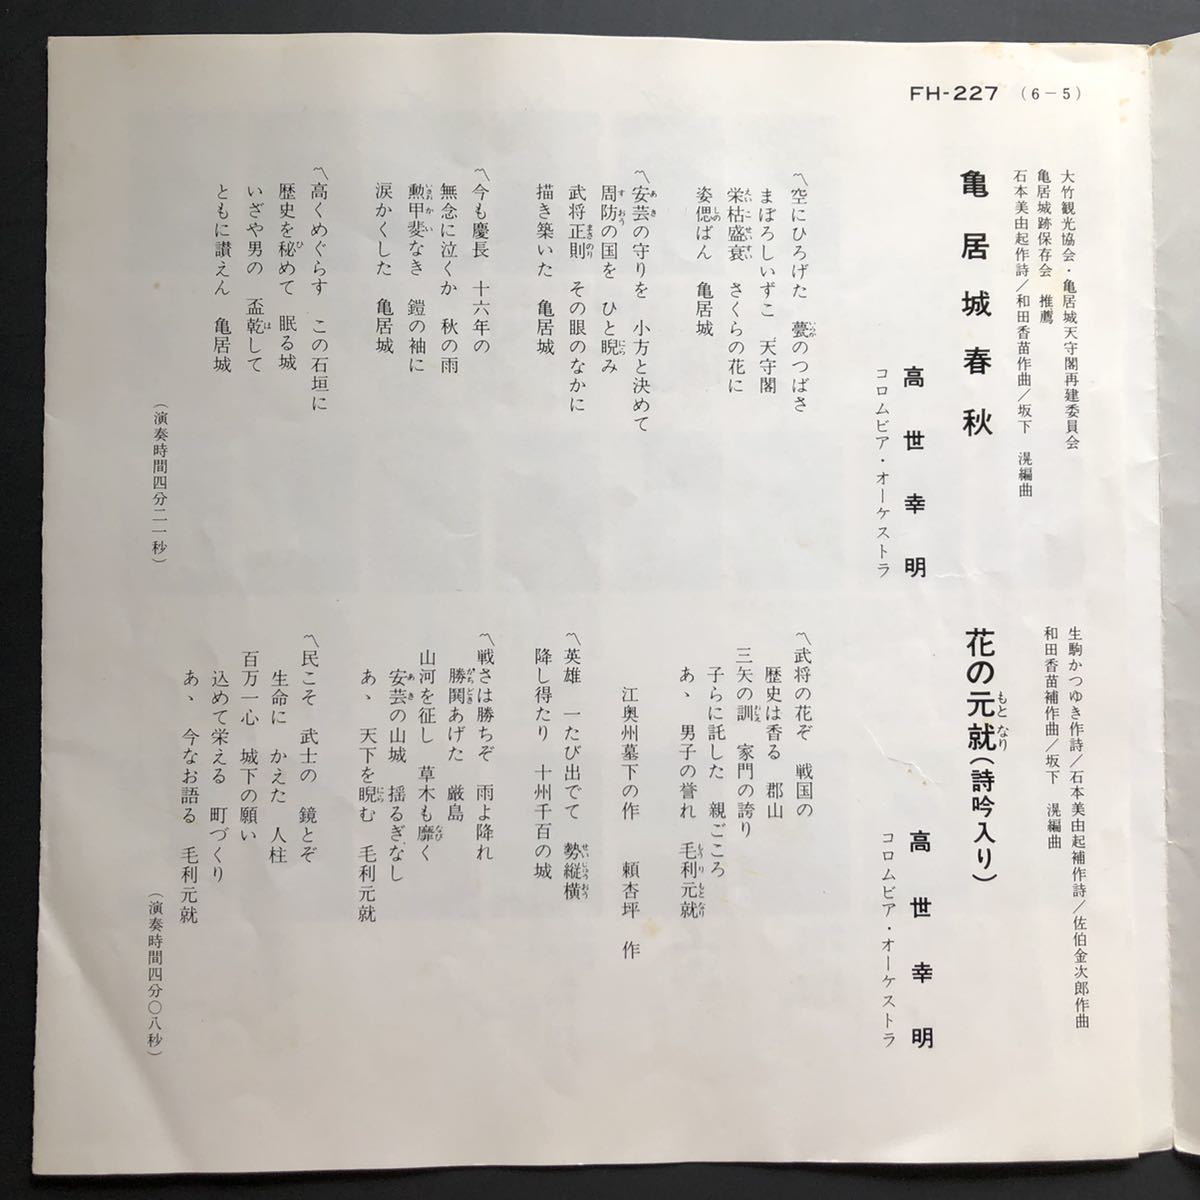 FH-227 (6-5)
大竹観光協会・亀居城天守閣再建委員会
亀居城跡保存会 推薦
石本美由起作詩/和田香苗作曲/坂下 滉編曲
亀居城春秋
高世幸明
コロムビア・オーケストラ
〽空にひろげた 甍のつばさ
まぼろしいずこ 天守閣
栄枯盛衰 さくらの花に
姿偲ばん 亀居城
〽安芸の守りを 小方と決めて
周防の国を ひと睨み
武将正則 その眼のなかに
描き築いた 亀居城
〽今も慶長 十六年の
無念に泣くか 秋の雨
勲甲斐なき 鎧の袖に
涙かくした 亀居城
〽高くめぐらす この石垣に
歴史を秘めて 眠る城
いざや男の 盃乾して
ともに讃えん 亀居城
(演奏時間四分二一秒)
生駒かつゆき作詩/石本美由起補作詩/佐伯金次郎作曲
和田香苗補作曲/坂下 滉編曲
花の元就(詩吟入り)
高世幸明
コロムビア・オーケストラ
〽武将の花ぞ 戦国の
歴史は香る 郡山
三矢の訓 家門の誇り
子らに託した 親ごころ
あゝ 男子の誉れ 毛利元就
江奥州墓下の作 頼杏坪 作
〽英雄 一たび出でて 勢縦横
降し得たり 十州千百の城
〽戦さは勝ちぞ 雨よ降れ
勝鬨あげた 厳島
山河を征し 草木も靡く
安芸の山城 揺るぎなし
あゝ 天下を睨む 毛利元就
〽民こそ 武士の 鏡とぞ
生命に かえた 人柱
百万一心 城下の願い
込めて栄える 町づくり
あゝ 今なお語る 毛利元就
(演奏時間四分〇八秒)